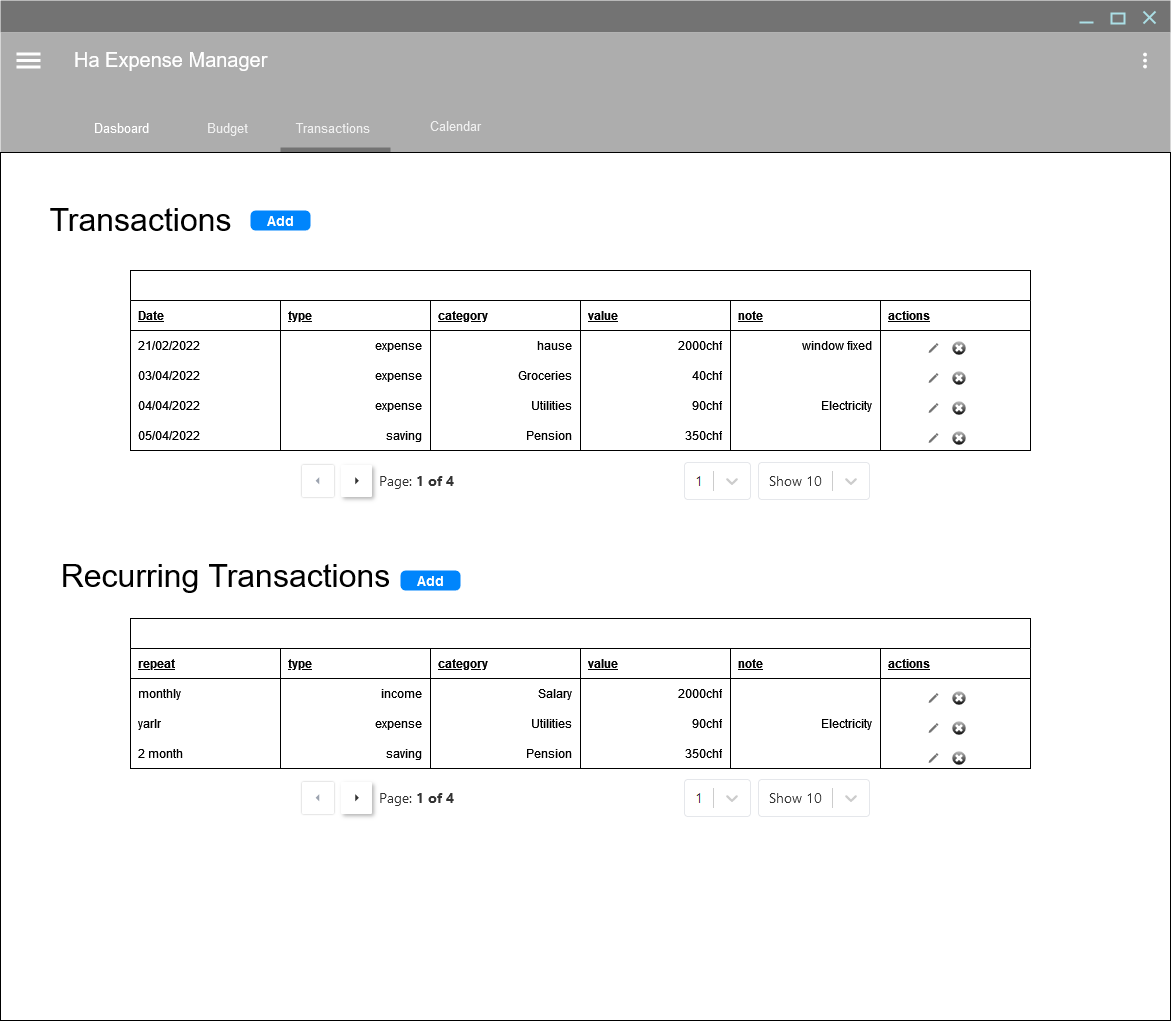 Ha Expense Manager
Dasboard Budget Transactions Calendar
Transactions Add
Date type category value note actions
21/02/2022 expense hause 2000chf window fixed
03/04/2022 expense Groceries 40chf
04/04/2022 expense Utilities 90chf Electricity
05/04/2022 saving Pension 350chf
Page: 1 of 4 1 Show 10
Recurring Transactions Add
repeat type category value note actions
monthly income Salary 2000chf
yarlr expense Utilities 90chf Electricity
2 month saving Pension 350chf
Page: 1 of 4 1 Show 10